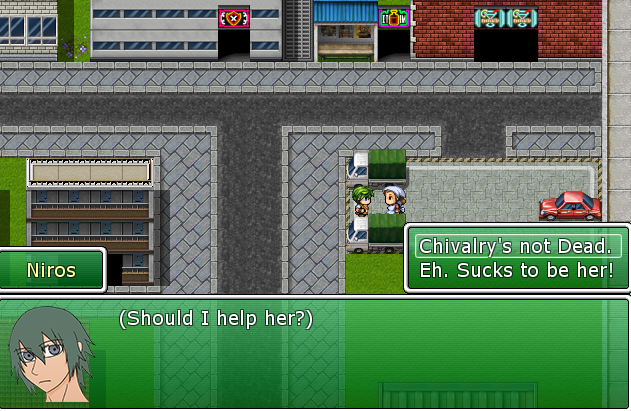 Chivalry's not Dead.
Eh. Sucks to be her!
Niros
(Should I help her?)